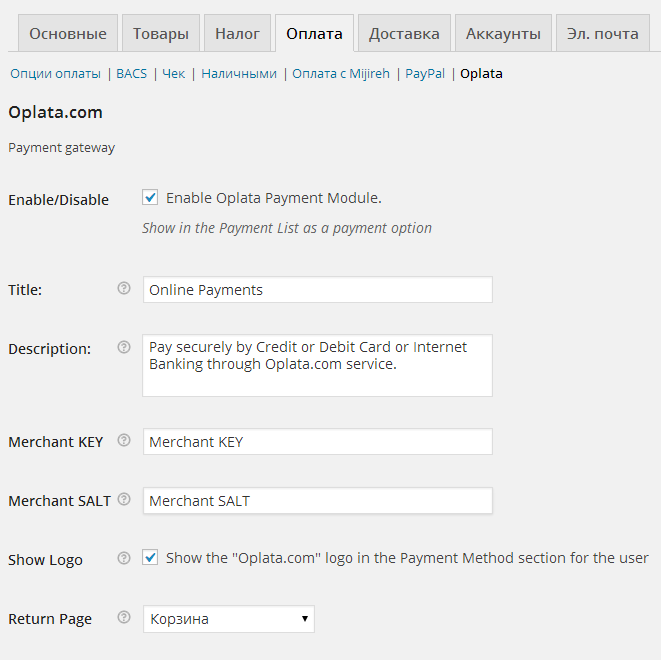 Основные Товары Налог Оплата Доставка Аккаунты Эл. почта
Опции оплаты | BACS | Чек | Наличными | Оплата с Mijireh | PayPal | Oplata
Oplata.com
Payment gateway
Enable/Disable Enable Oplata Payment Module.
Show in the Payment List as a payment option
Title: ? Online Payments
Description: ? Pay securely by Credit or Debit Card or Internet
Banking through Oplata.com service.
Merchant KEY ? Merchant KEY
Merchant SALT ? Merchant SALT
Show Logo ? Show the "Oplata.com" logo in the Payment Method section for the user
Return Page ? Корзина